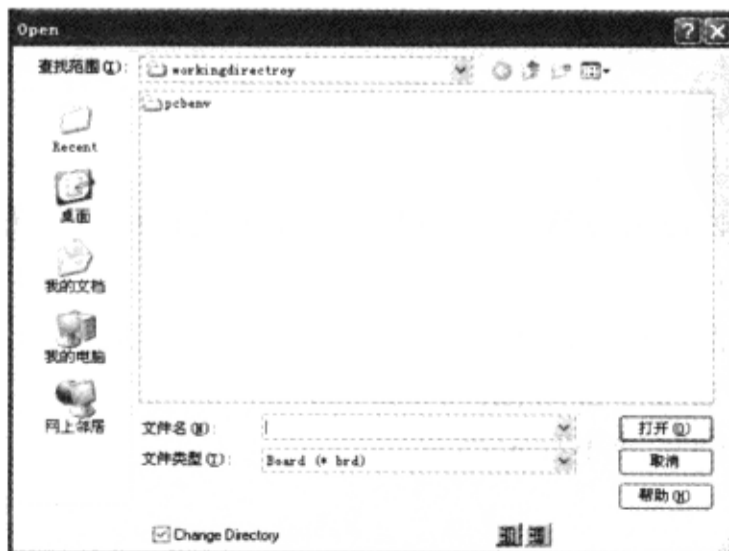 Open
查找范围(I):
workingdirectroy
pcbenv
Recent
桌面
我的文档
我的电脑
网上邻居
文件名(N):
打开(O)
文件类型(T):
Board (*.brd)
取消
帮助(H)
Change Directory